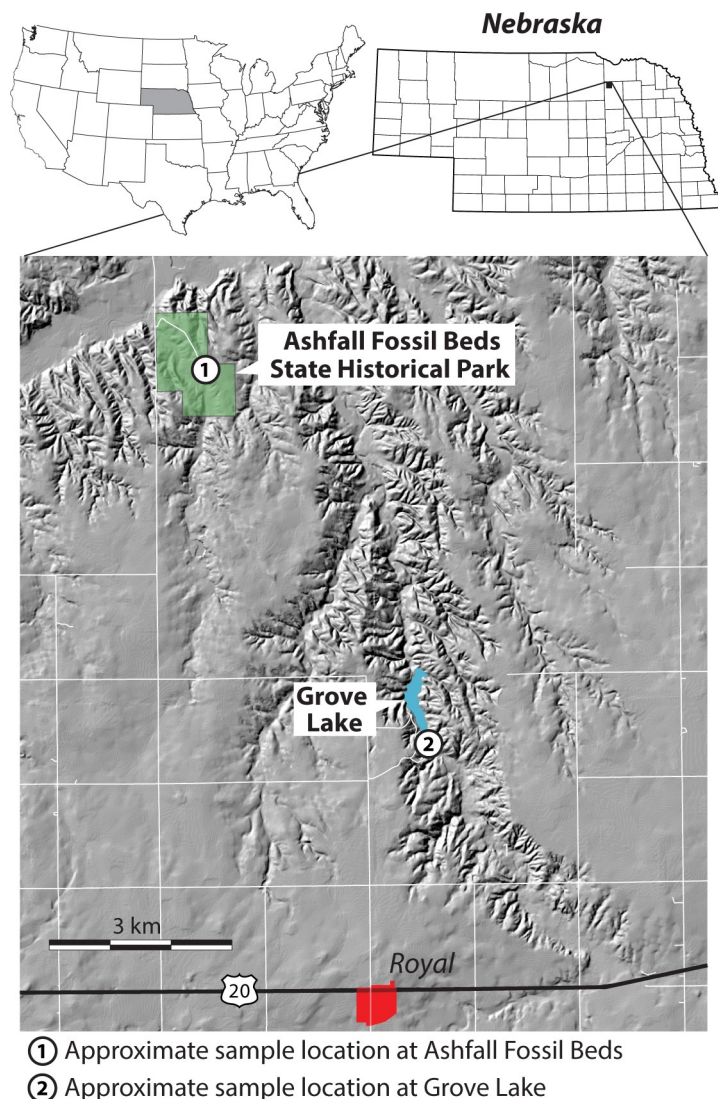 Nebraska
Ashfall Fossil Beds
State Historical Park
1
Grove
Lake
2
3 km
Royal
20
1 Approximate sample location at Ashfall Fossil Beds
2 Approximate sample location at Grove Lake